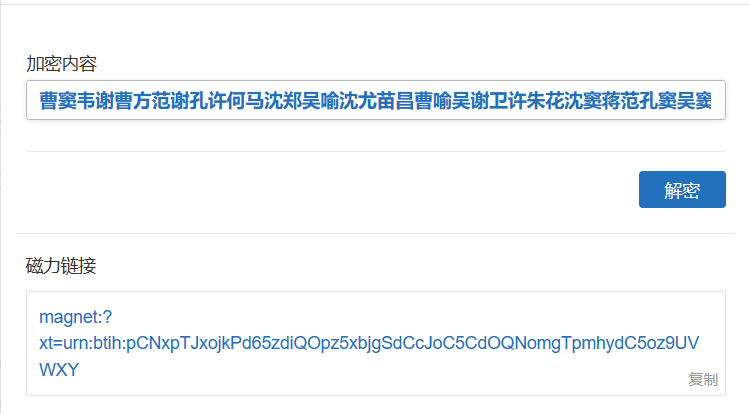 加密内容
曹窦韦谢曹方范谢孔许何马沈郑吴喻沈尤苗昌曹喻吴谢卫许朱花沈窦蒋范孔窦吴窦
解密
磁力链接
magnet:?
xt=urn:btih:pCNxpTJxojkPd65zdiQOpz5xbjgSdCcJoC5CdOQNomgTpmhydC5oz9UV
WXY
复制